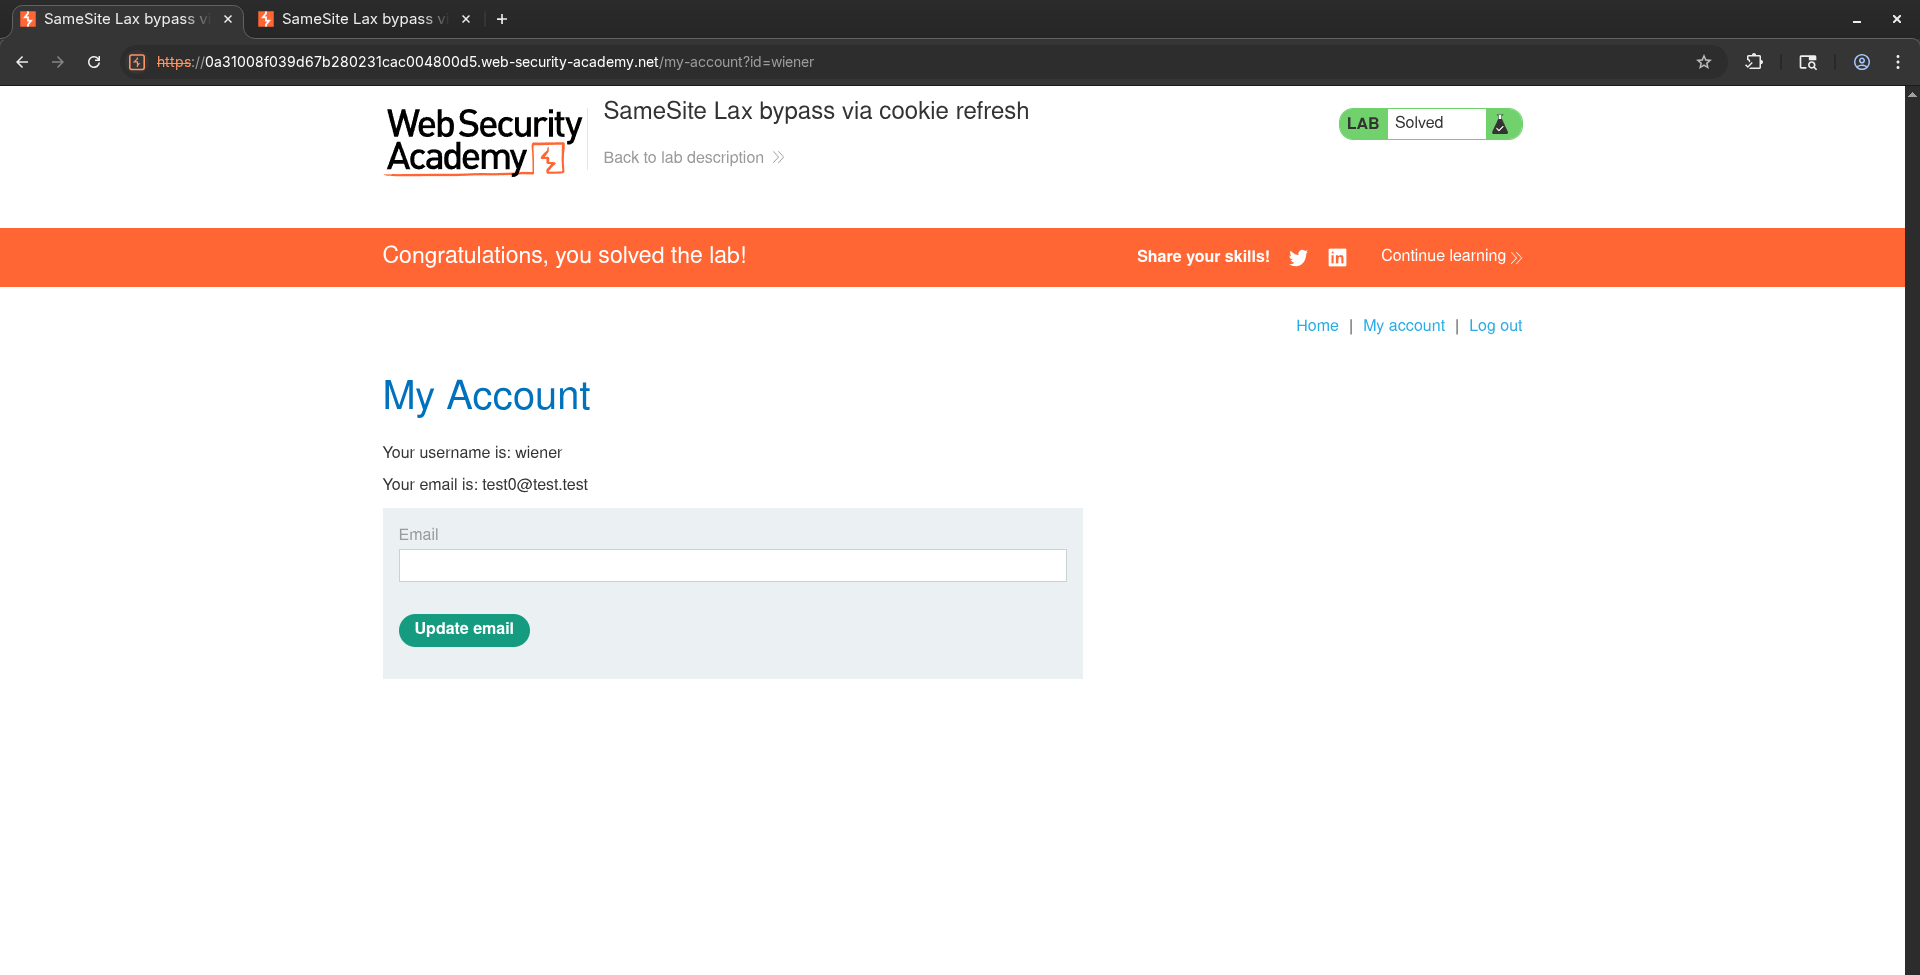 SameSite Lax bypass vi
SameSite Lax bypass vi
https://0a31008f039d67b280231cac004800d5.web-security-academy.net/my-account?id=wiener
Web Security
Academy
SameSite Lax bypass via cookie refresh
Back to lab description
LAB Solved
Congratulations, you solved the lab!
Share your skills!
Continue learning
Home | My account | Log out
My Account
Your username is: wiener
Your email is: test0@test.test
Email
Update email